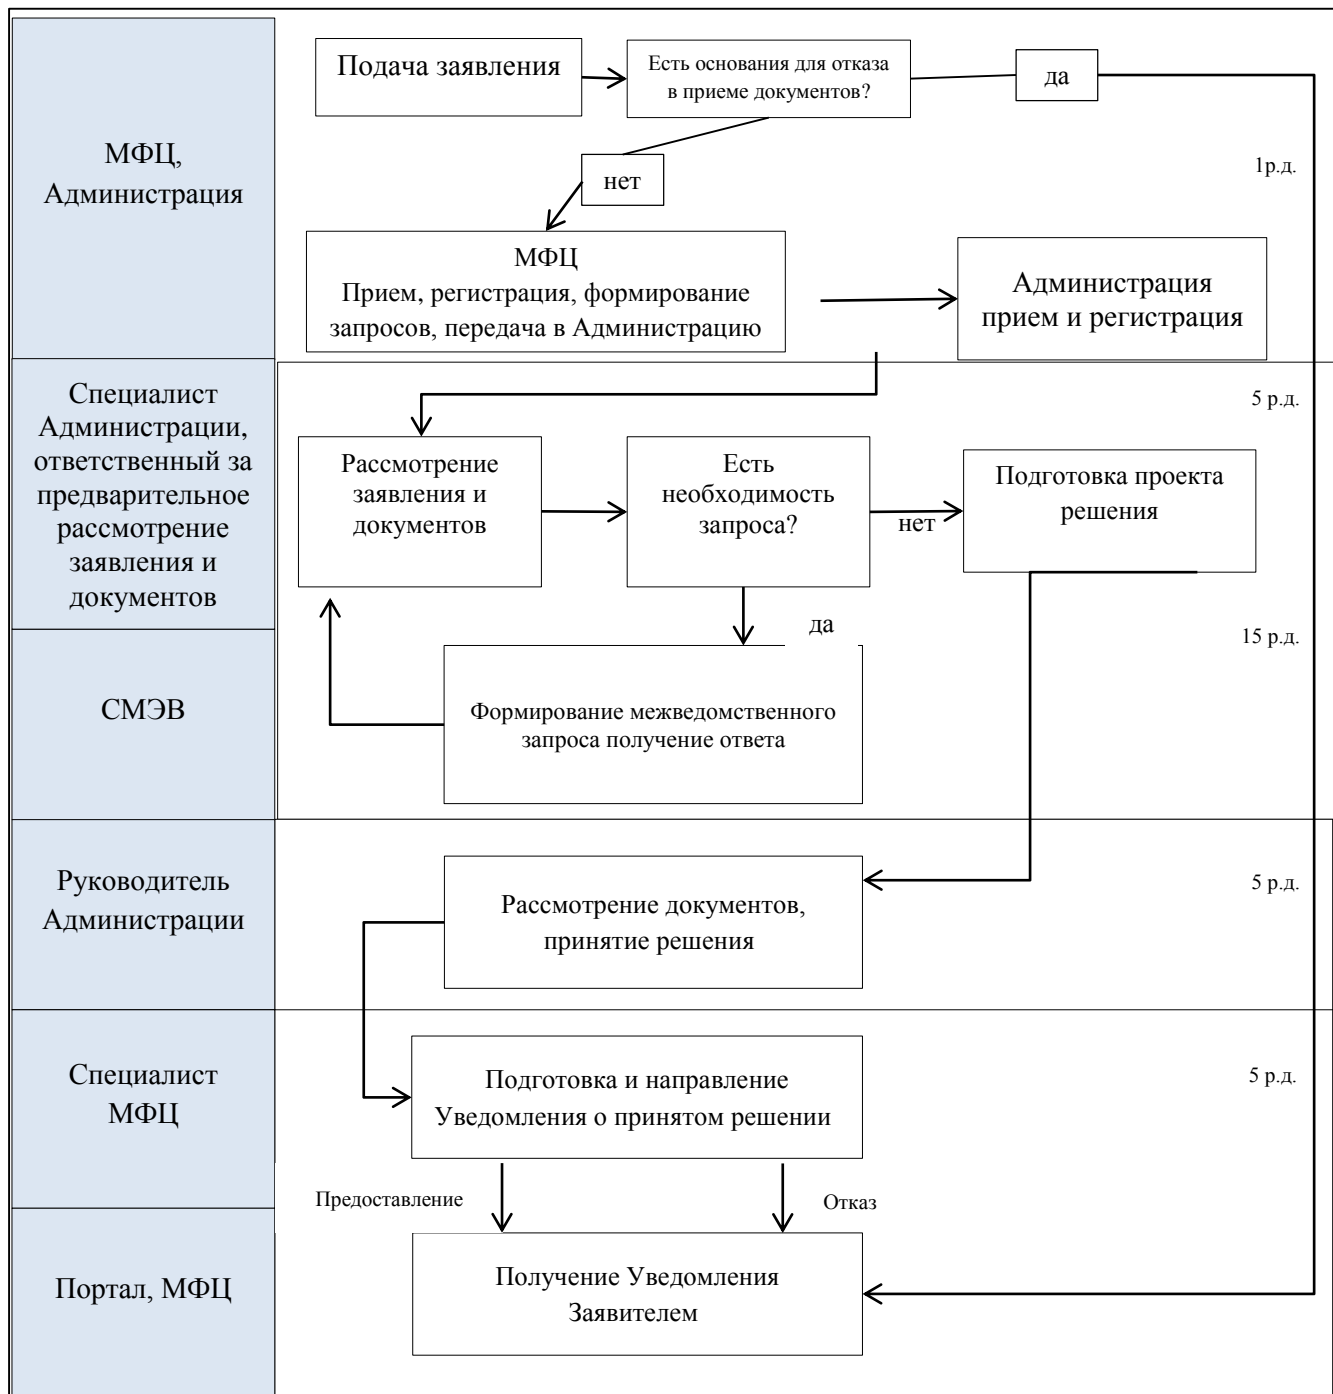 МФЦ,
Администрация
Подача заявления
Есть основания для отказа
в приеме документов?
да
нет
1р.д.
МФЦ
Прием, регистрация, формирование
запросов, передача в Администрацию
Администрация
прием и регистрация
Специалист
Администрации,
ответственный за
предварительное
рассмотрение
заявления и
документов
5 р.д.
Рассмотрение
заявления и
документов
Есть
необходимость
запроса?
нет
Подготовка проекта
решения
да
15 р.д.
СМЭВ
Формирование межведомственного
запроса получение ответа
Руководитель
Администрации
Рассмотрение документов,
принятие решения
5 р.д.
Специалист
МФЦ
Подготовка и направление
Уведомления о принятом решении
5 р.д.
Предоставление
Отказ
Портал, МФЦ
Получение Уведомления
Заявителем